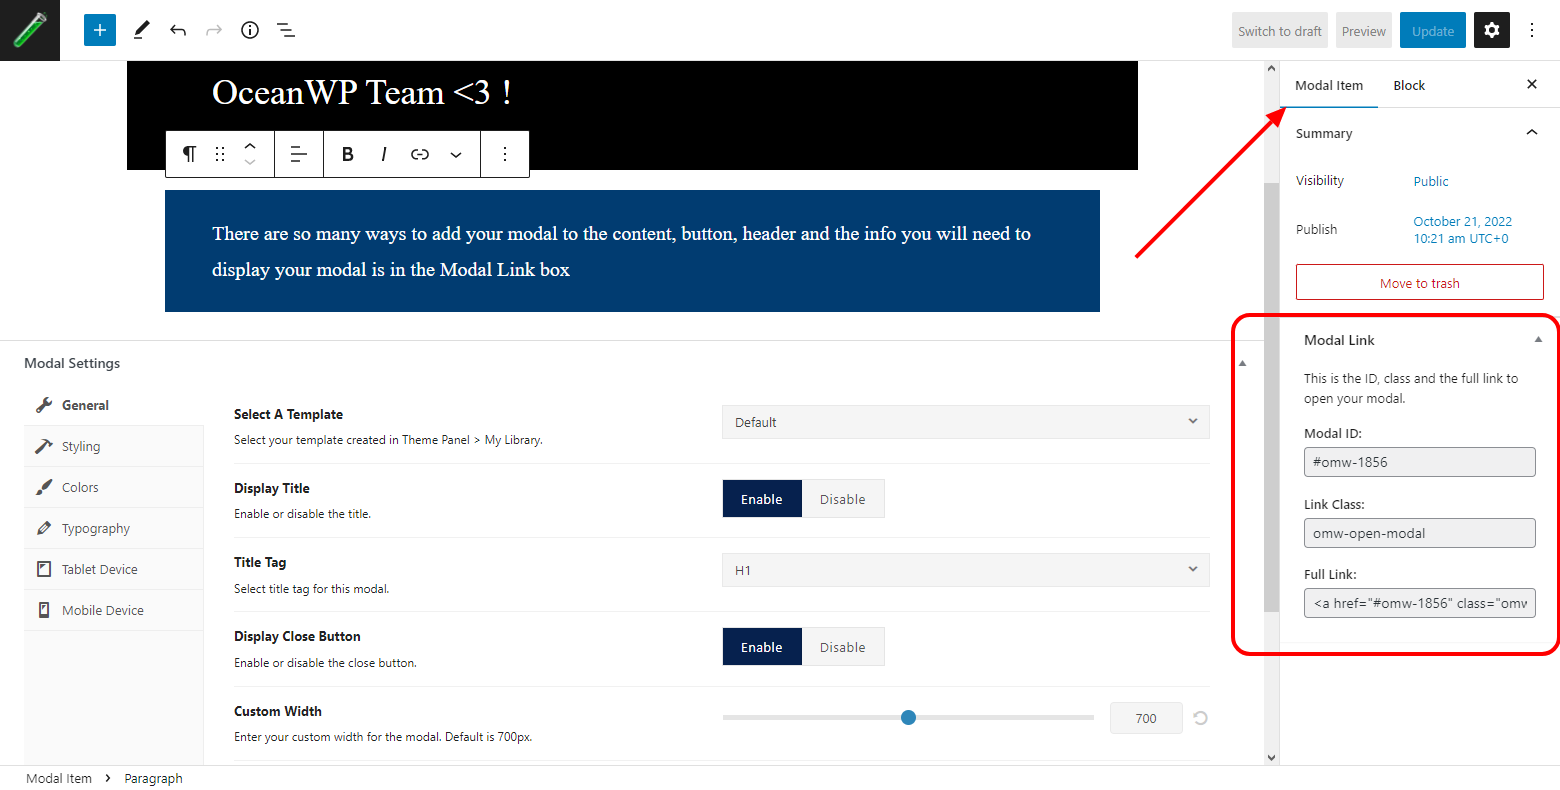 Switch to draft
Preview
Update
OceanWP Team <3 !
B I
There are so many ways to add your modal to the content, button, header and the info you will need to
display your modal is in the Modal Link box
Modal Settings
General
Styling
Colors
Typography
Tablet Device
Mobile Device
Select A Template
Select your template created in Theme Panel > My Library.
Default
Display Title
Enable or disable the title.
Enable Disable
Title Tag
Select title tag for this modal.
H1
Display Close Button
Enable or disable the close button.
Enable Disable
Custom Width
Enter your custom width for the modal. Default is 700px.
700
Modal Item Block
Summary
Visibility Public
Publish October 21, 2022
10:21 am UTC+0
Move to trash
Modal Link
This is the ID, class and the full link to
open your modal.
Modal ID:
#omw-1856
Link Class:
omw-open-modal
Full Link:
<a href="#omw-1856" class="omw
Modal Item > Paragraph